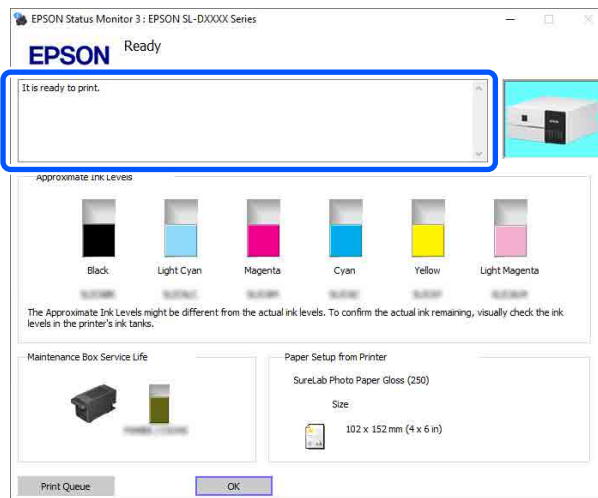 EPSON Status Monitor 3 : EPSON SL-DXXXX Series
EPSON
Ready
It is ready to print.
Approximate Ink Levels
Black
Light Cyan
Magenta
Cyan
Yellow
Light Magenta
The Approximate Ink Levels might be different from the actual ink levels. To confirm the actual ink remaining, visually check the ink
levels in the printer's ink tanks.
Maintenance Box Service Life
Paper Setup from Printer
SureLab Photo Paper Gloss (250)
Size
102 x 152 mm (4 x 6 in)
Print Queue
OK